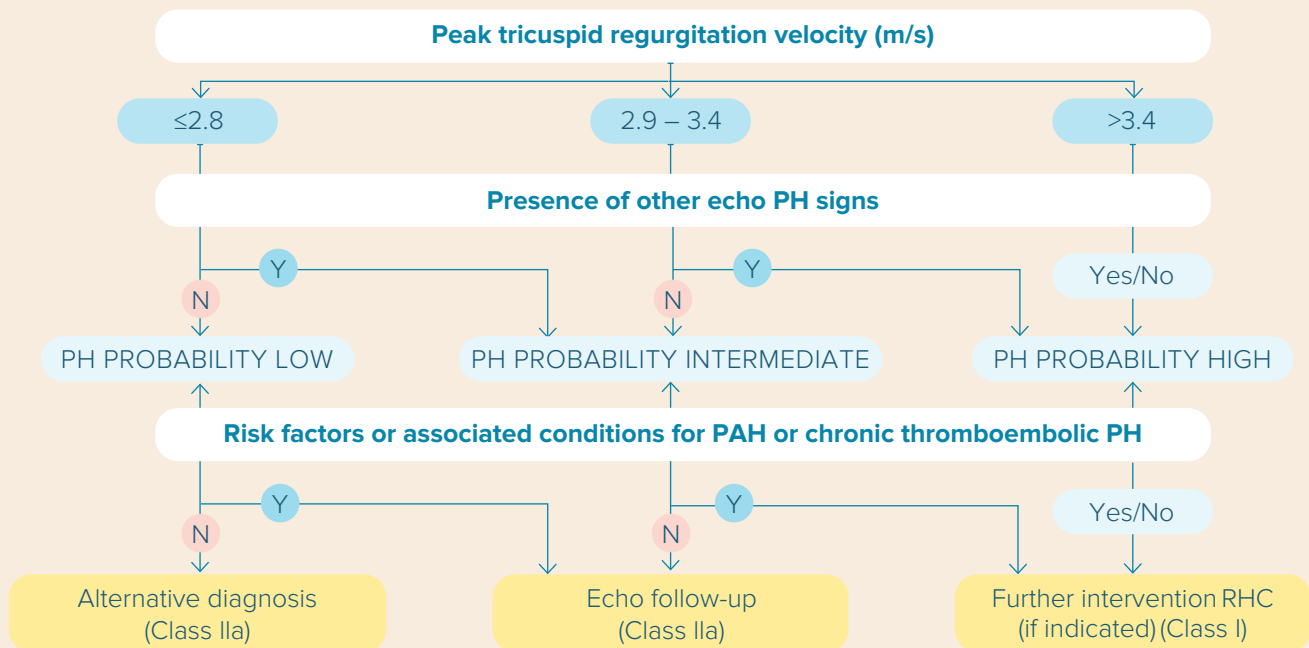 Peak tricuspid regurgitation velocity (m/s)
≤2.8
2.9 – 3.4
>3.4
Presence of other echo PH signs
Y
Y
Yes/No
N
N
PH PROBABILITY LOW
PH PROBABILITY INTERMEDIATE
PH PROBABILITY HIGH
Risk factors or associated conditions for PAH or chronic thromboembolic PH
Y
Y
Yes/No
N
N
Alternative diagnosis
(Class IIa)
Echo follow-up
(Class IIa)
Further intervention RHC
(if indicated) (Class I)